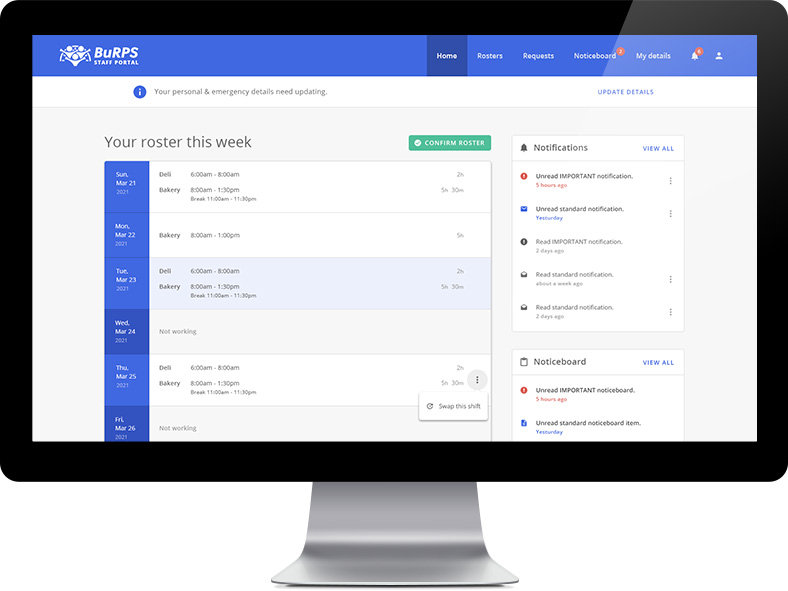 BuRPS
STAFF PORTAL
Home
Rosters
Requests
Noticeboard
2
My details
6
Your personal & emergency details need updating.
UPDATE DETAILS
Your roster this week
CONFIRM ROSTER
Sun,
Mar 21
2021
Deli 6:00am - 8:00am 2h
Bakery 8:00am - 1:30pm 5h 30m
Break 11:00am - 11:30pm
Mon,
Mar 22
2021
Bakery 8:00am - 1:00pm 5h
Tue,
Mar 23
2021
Deli 6:00am - 8:00am 2h
Bakery 8:00am - 1:30pm 5h 30m
Break 11:00am - 11:30pm
Wed,
Mar 24
2021
Not working
Thu,
Mar 25
2021
Deli 6:00am - 8:00am 2h
Bakery 8:00am - 1:30pm 5h 30m
Break 11:00am - 11:30pm
Swap this shift
Fri,
Mar 26
2021
Not working
Notifications
VIEW ALL
Unread IMPORTANT notification.
5 hours ago
Unread standard notification.
Yesterday
Read IMPORTANT notification.
2 days ago
Read standard notification.
about a week ago
Read standard notification.
2 days ago
Noticeboard
VIEW ALL
Unread IMPORTANT noticeboard.
5 hours ago
Unread standard noticeboard item.
Yesterday